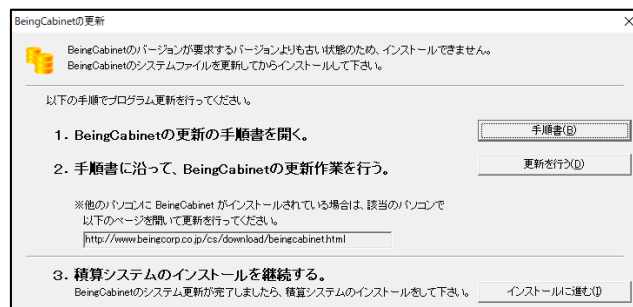 BeingCabinetの更新
BeingCabinetのバージョンが要求するバージョンよりも古い状態のため、インストールできません。
BeingCabinetのシステムファイルを更新してからインストールして下さい。
以下の手順でプログラム更新を行ってください。
1. BeingCabinetの更新の手順書を開く。
手順書(B)
2. 手順書に沿って、BeingCabinetの更新作業を行う。
更新を行う(D)
※他のパソコンに BeingCabinet がインストールされている場合は、該当のパソコンで
以下のページを開いて更新を行ってください。
http://www.beingcorp.co.jp/cs/download/beingcabinet.html
3. 積算システムのインストールを継続する。
BeingCabinetのシステム更新が完了しましたら、積算システムのインストールをして下さい。
インストールに進む(I)